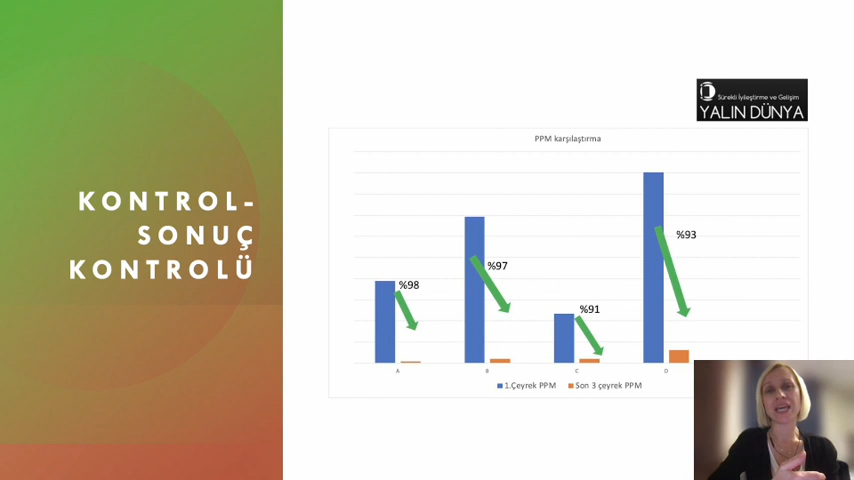 KONTROL-
SONUÇ
KONTROLÜ
Sürekli İyileştirme ve Gelişim
YALIN DÜNYA
PPM karşılaştırma
%98
%97
%91
%93
A B C D
1.Çeyrek PPM Son 3 çeyrek PPM